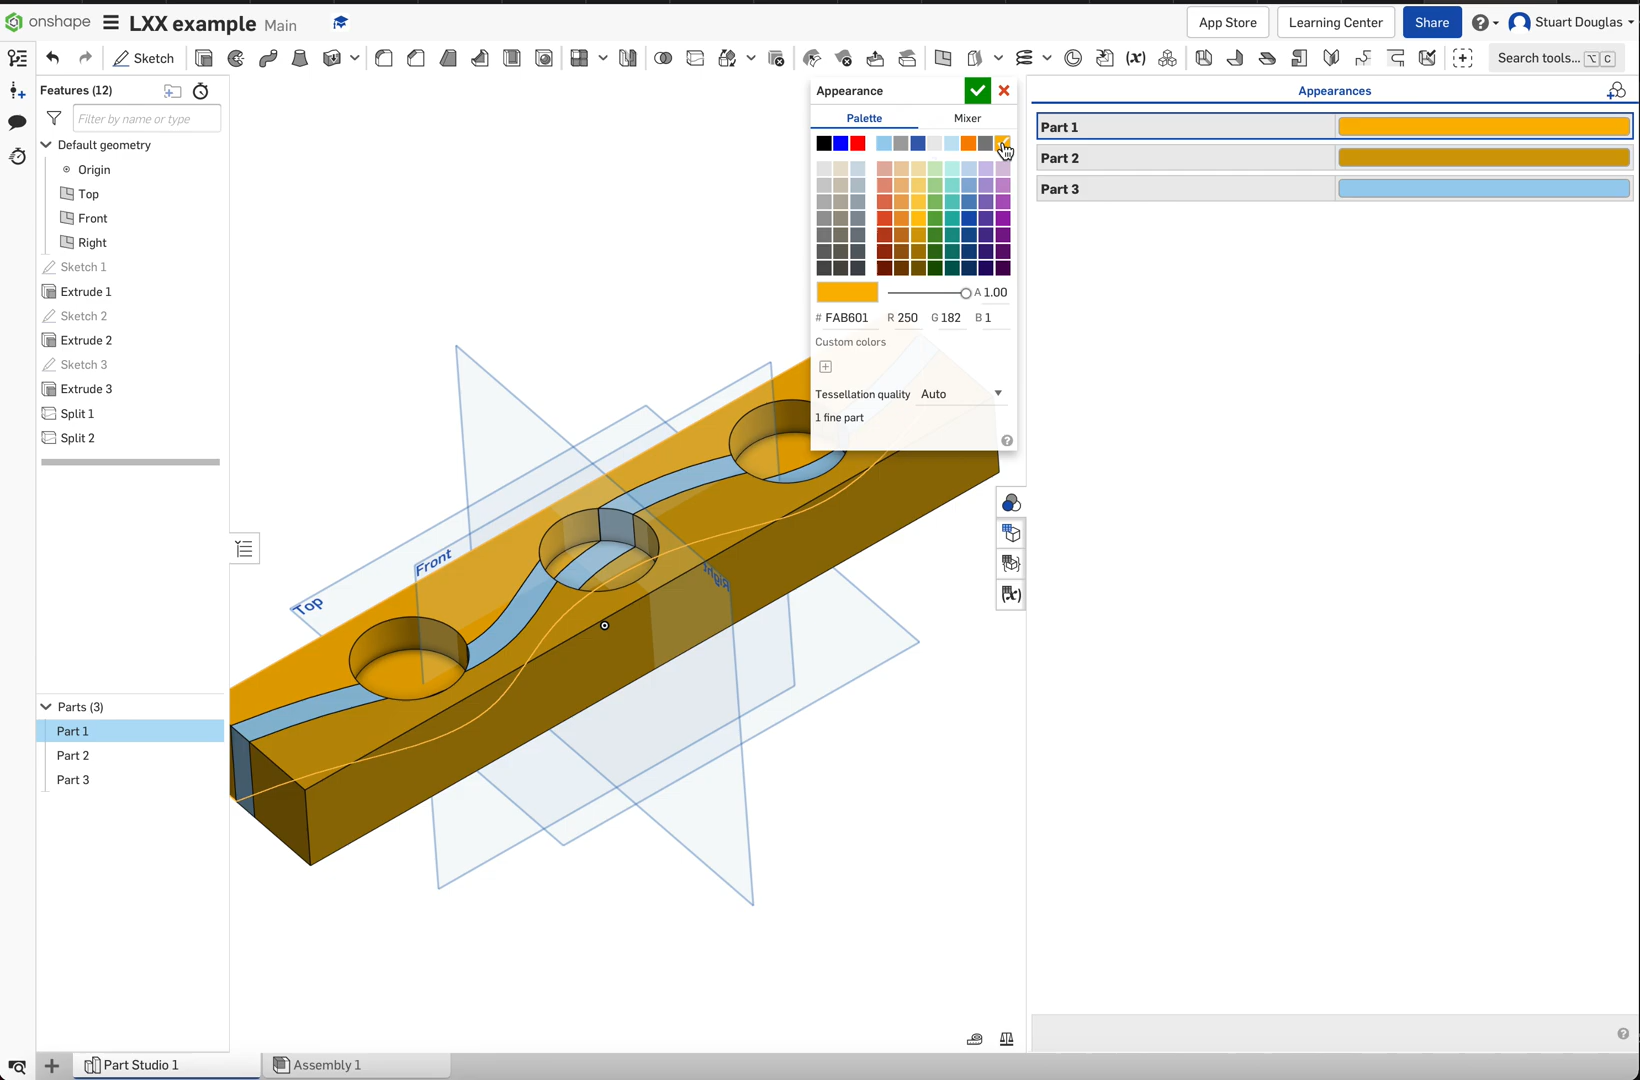 onshape LXX example Main
App Store Learning Center Share ? Stuart Douglas
Sketch (x) Search tools... ⌥ C
Features (12)
Filter by name or type
Default geometry
Origin
Top
Front
Right
Sketch 1
Extrude 1
Sketch 2
Extrude 2
Sketch 3
Extrude 3
Split 1
Split 2
Parts (3)
Part 1
Part 2
Part 3
Front
Top
Right
Appearance
Palette Mixer
A 1.00
# FAB601 R 250 G 182 B 1
Custom colors
Tessellation quality Auto
1 fine part
?
(x)
Appearances
Part 1
Part 2
Part 3
?
Part Studio 1 Assembly 1